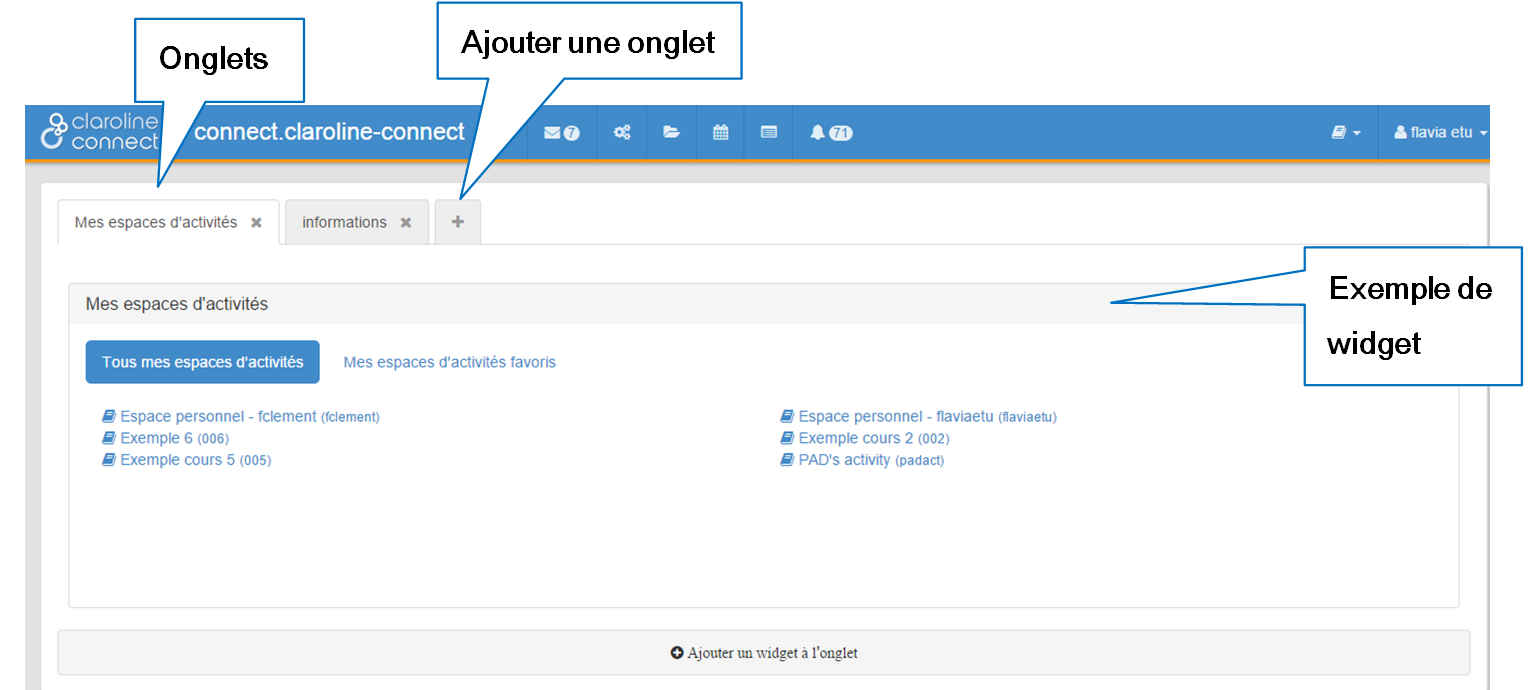 Onglets
Ajouter une onglet
claroline
connect
connect.claroline-connect
7
71
flavia etu
Mes espaces d'activités
informations
Exemple de
widget
Mes espaces d'activités
Tous mes espaces d'activités
Mes espaces d'activités favoris
Espace personnel - fclement (fclement)
Espace personnel - flaviaetu (flaviaetu)
Exemple 6 (006)
Exemple cours 2 (002)
Exemple cours 5 (005)
PAD's activity (padact)
Ajouter un widget à l'onglet